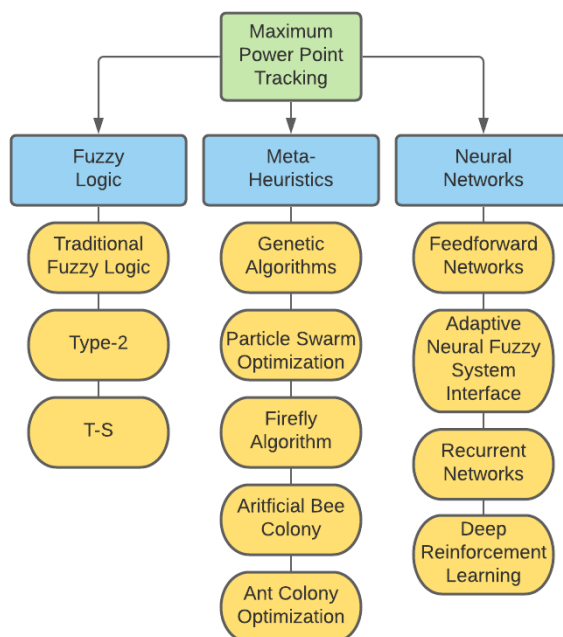 Maximum
Power Point
Tracking
Fuzzy
Logic
Meta-
Heuristics
Neural
Networks
Traditional
Fuzzy Logic
Type-2
T-S
Genetic
Algorithms
Particle Swarm
Optimization
Firefly
Algorithm
Aritficial Bee
Colony
Ant Colony
Optimization
Feedforward
Networks
Adaptive
Neural Fuzzy
System
Interface
Recurrent
Networks
Deep
Reinforcement
Learning